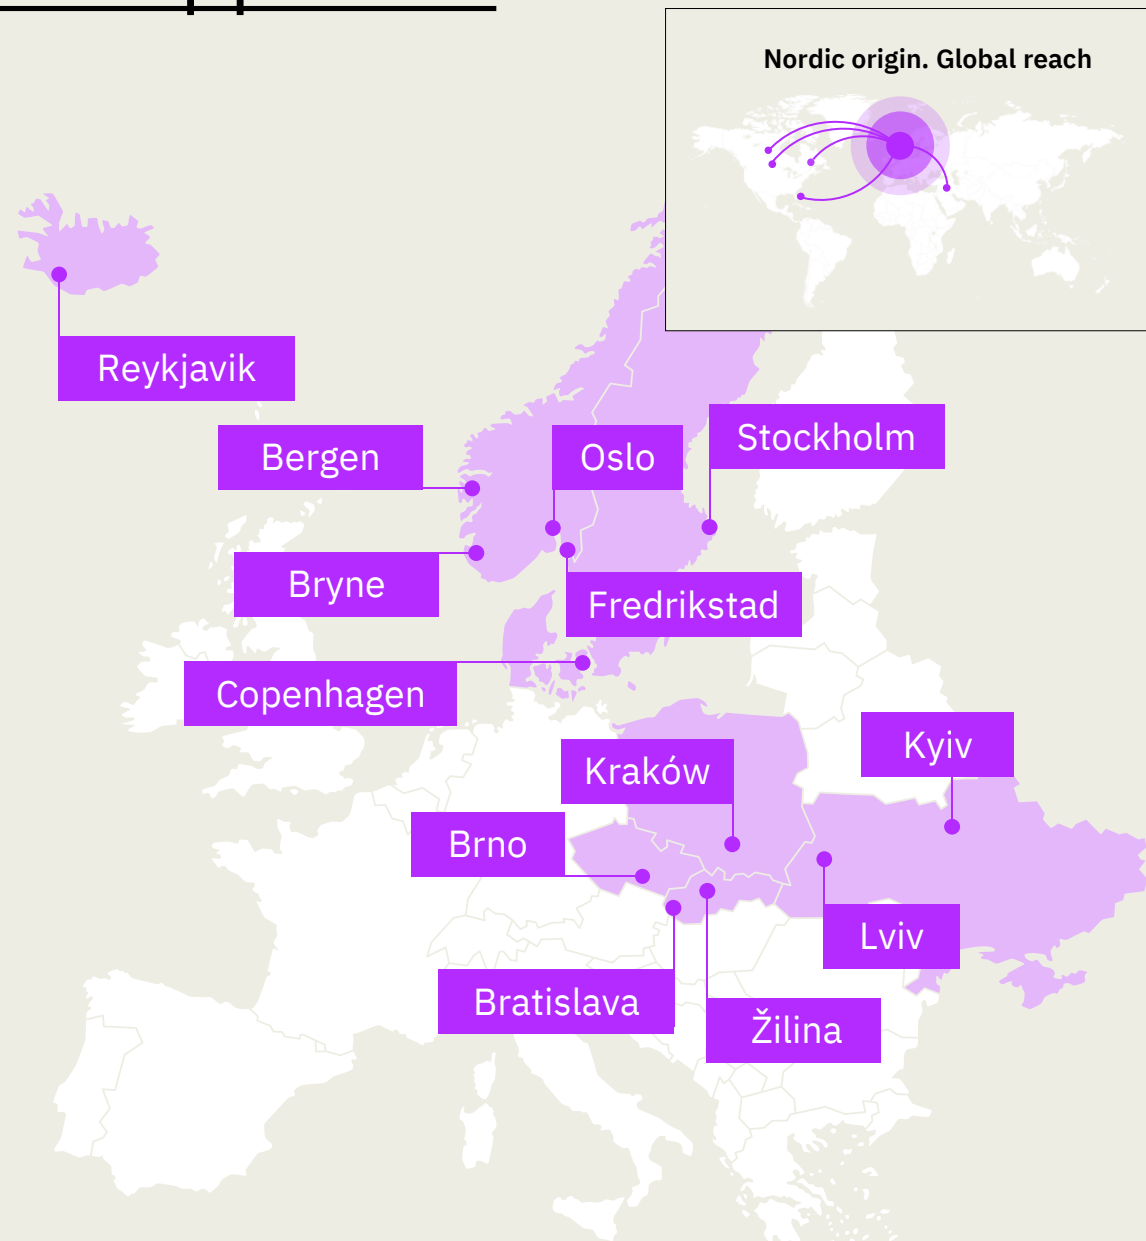 Nordic origin. Global reach
Reykjavik
Stockholm
Bergen
Oslo
Bryne
Fredrikstad
Copenhagen
Kyiv
Kraków
Brno
Lviv
Bratislava
Žilina